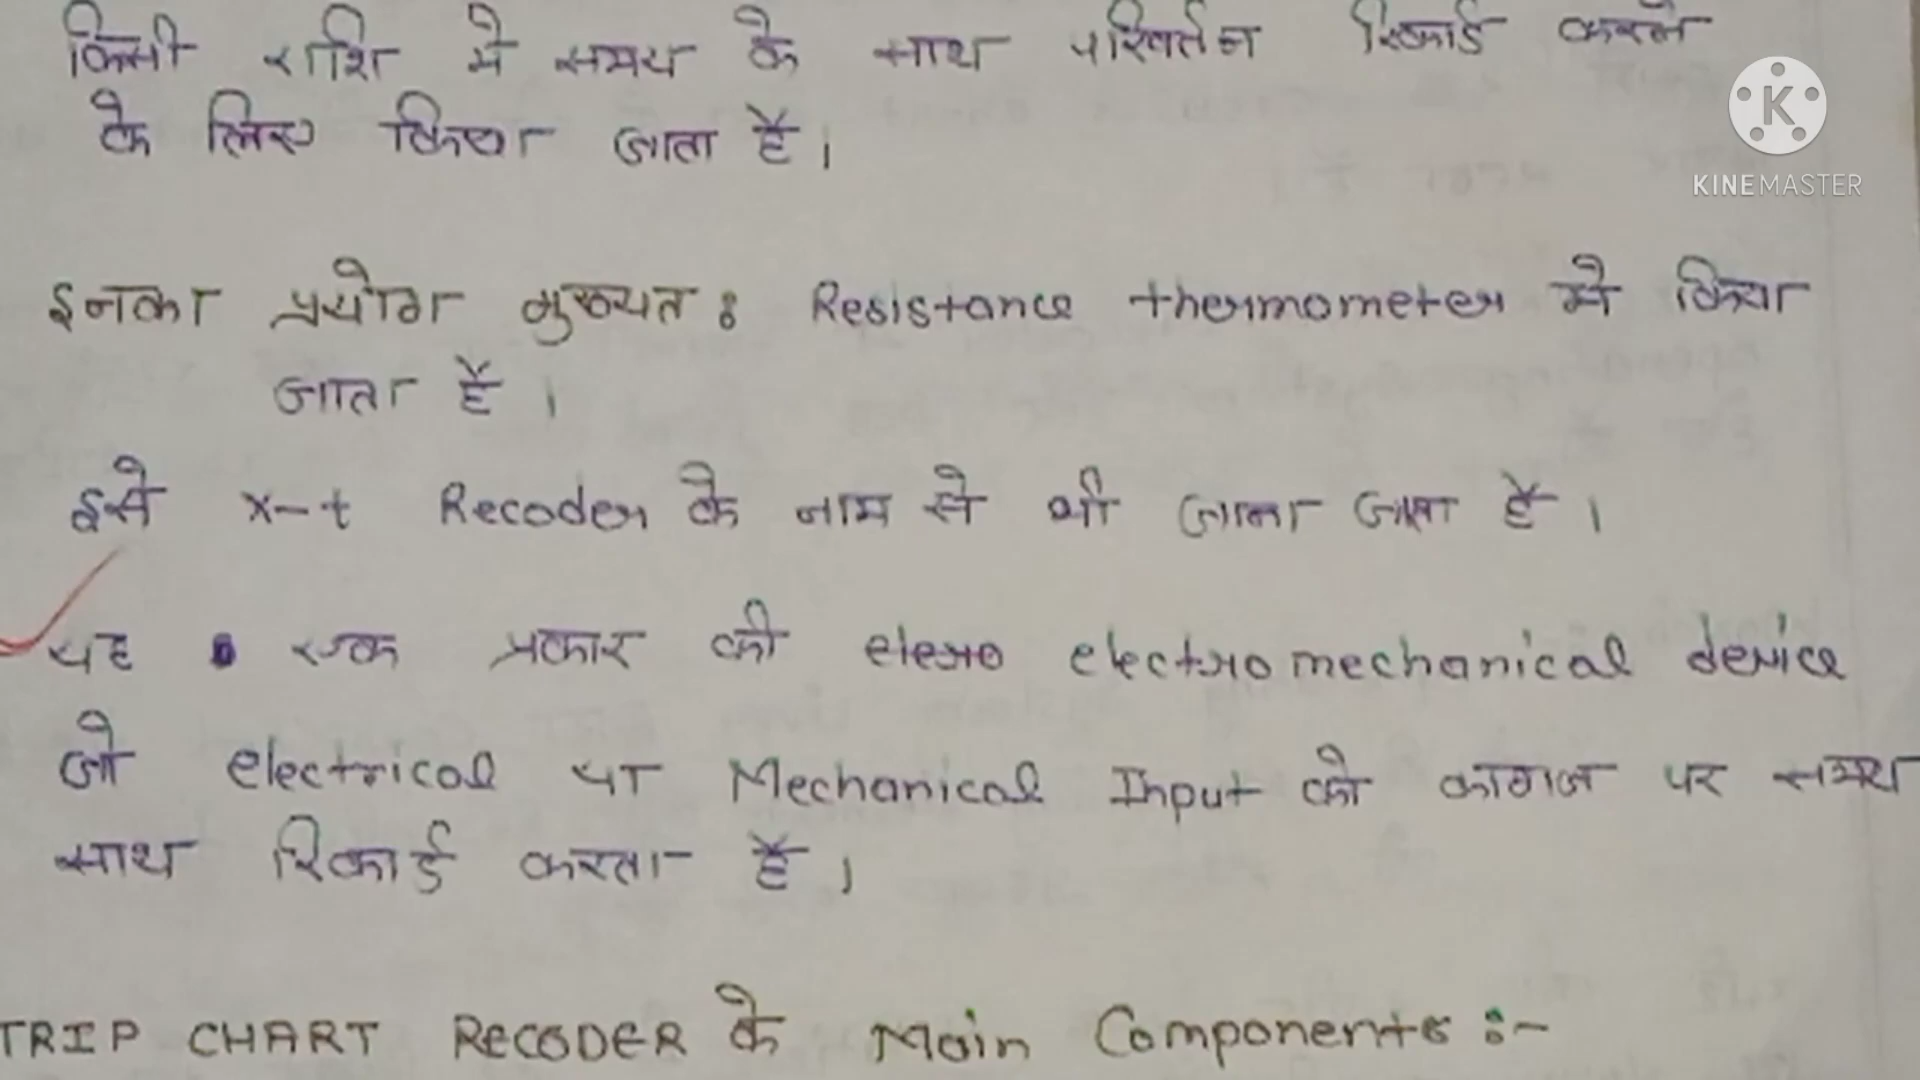 किसी राशि में समय के साथ परिवर्तन रिकार्ड करने
के लिए किया जाता है।
K
KINEMASTER
इनका प्रयोग मुख्यतः Resistance thermometer में किया
जाता है।
इसे x-t Recoder के नाम से भी जाना जाता है।
यह एक प्रकार की electromechanical device
जो electrical या Mechanical Input को कागज पर समय
साथ रिकार्ड करता है।
TRIP CHART RECODER के Main Components :-